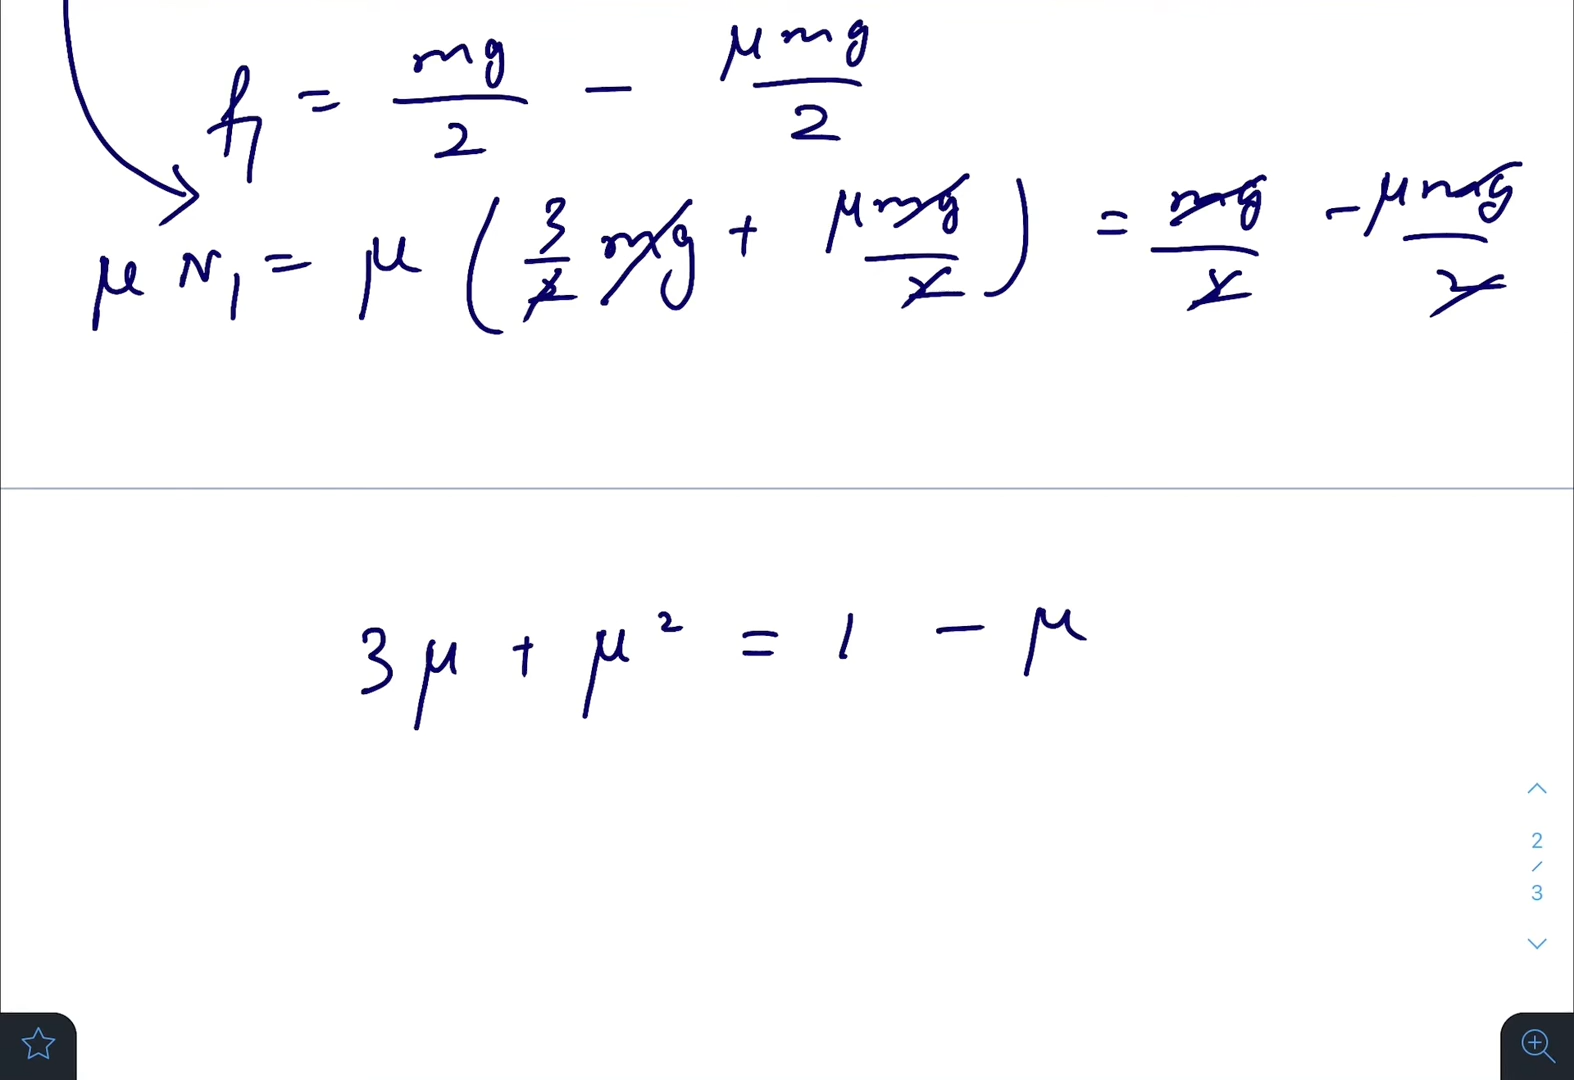 f₁ = mg/2 - μmg/2
μN₁ = μ(3/2 mg + μmg/2) = mg/2 - μmg/2
3μ + μ² = 1 - μ
2
/
3